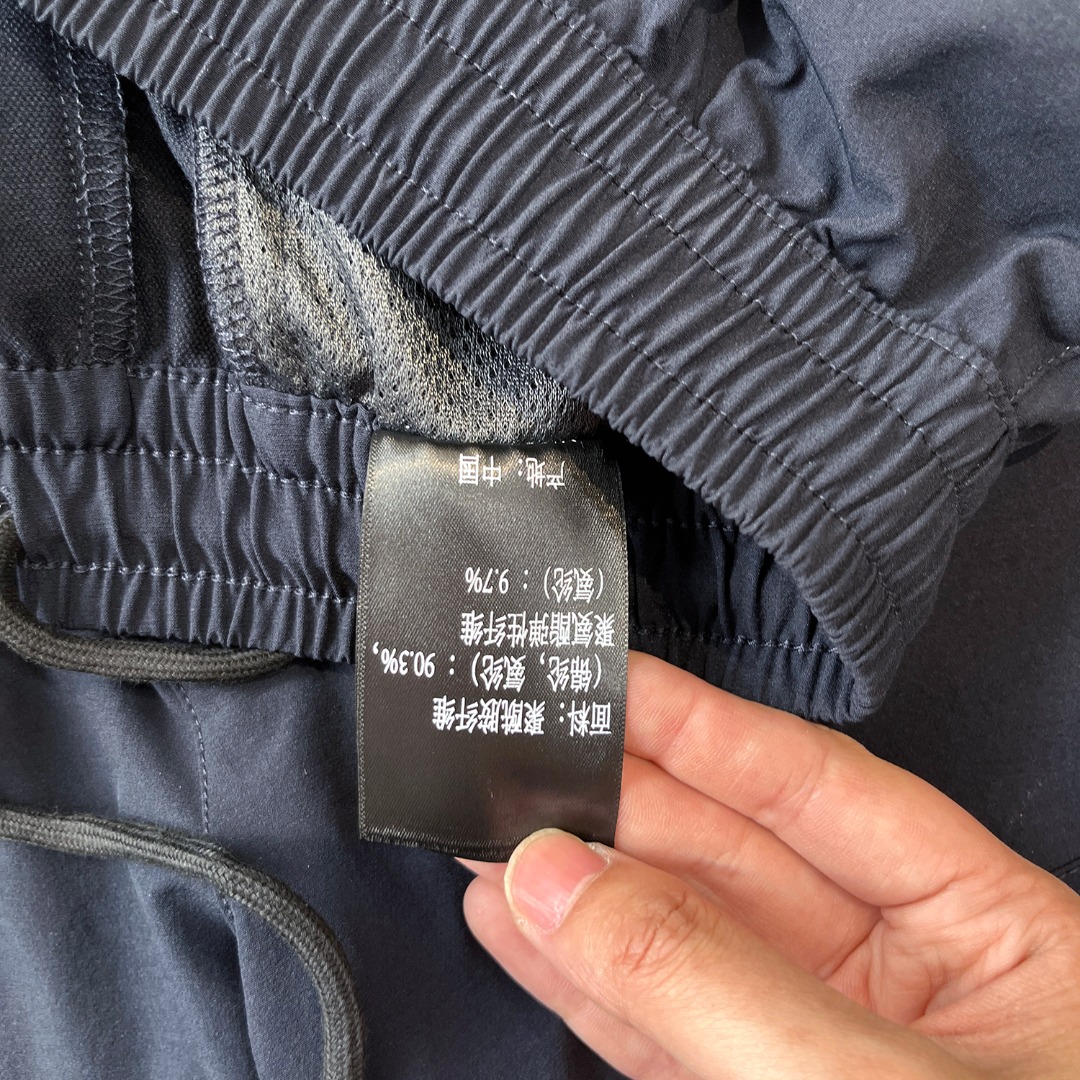 面料：聚酰胺纤维
（锦纶，氨纶）：90.3%，
聚氨酯弹性纤维
（氨纶）：9.7%
产地：中国